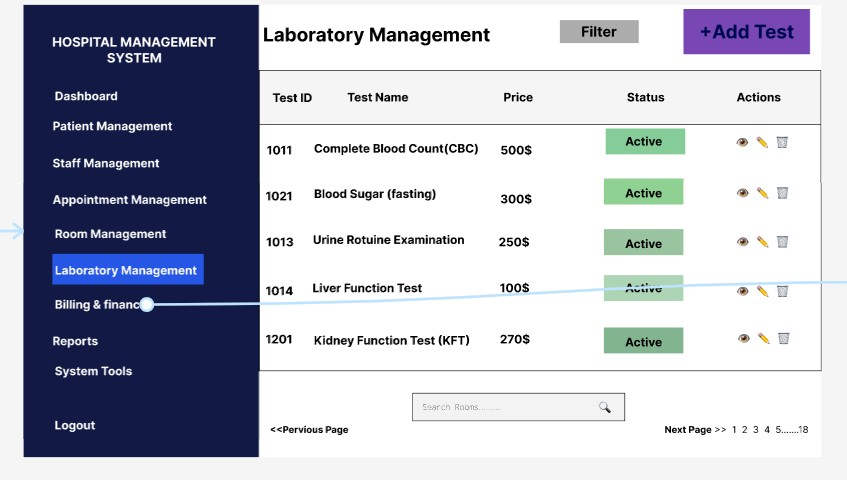 HOSPITAL MANAGEMENT
SYSTEM
Dashboard
Patient Management
Staff Management
Appointment Management
Room Management
Laboratory Management
Billing & financ
Reports
System Tools
Logout
Laboratory Management
Filter
+Add Test
Test ID Test Name Price Status Actions
1011 Complete Blood Count(CBC) 500$ Active
1021 Blood Sugar (fasting) 300$ Active
1013 Urine Rotuine Examination 250$ Active
1014 Liver Function Test 100$ Active
1201 Kidney Function Test (KFT) 270$ Active
Search Rooms.........
<<Pervious Page
Next Page >> 1 2 3 4 5.......18